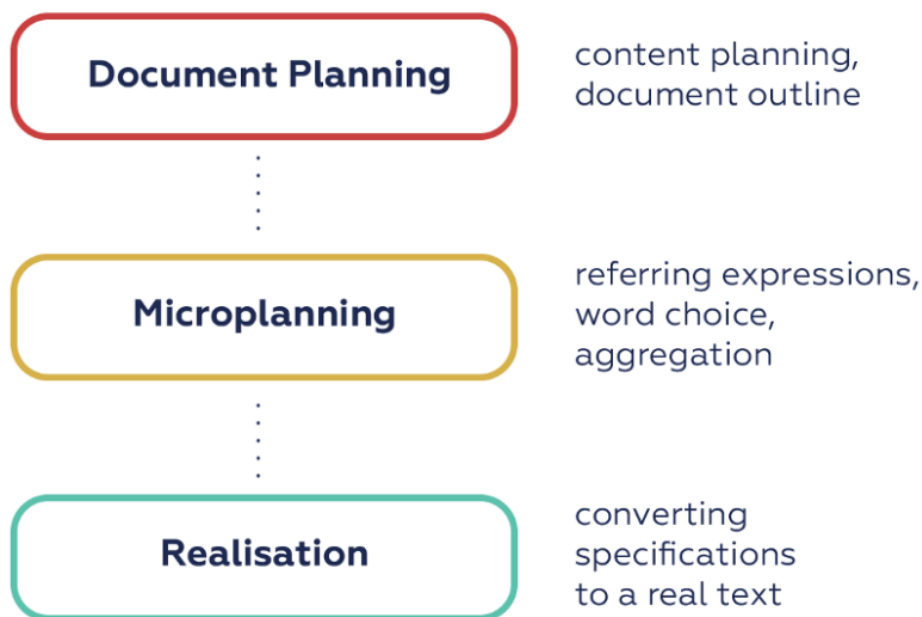 Document Planning
content planning,
document outline
Microplanning
referring expressions,
word choice,
aggregation
Realisation
converting
specifications
to a real text